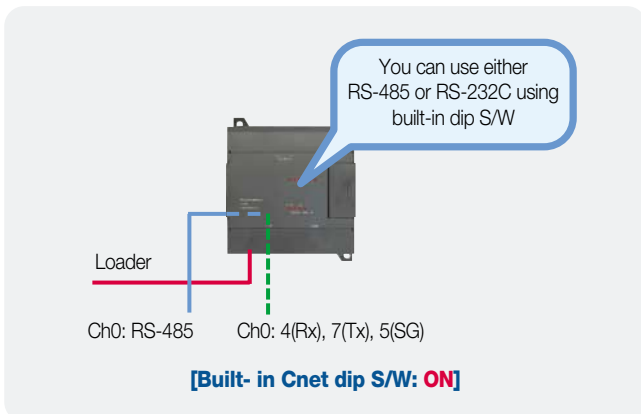 You can use either
RS-485 or RS-232C using
built-in dip S/W
Loader
Ch0: RS-485
Ch0: 4(Rx), 7(Tx), 5(SG)
[Built- in Cnet dip S/W: ON]